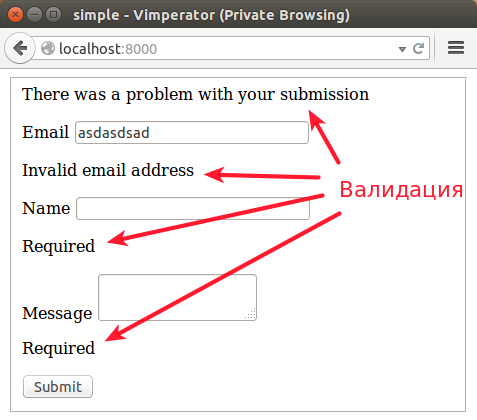 simple - Vimperator (Private Browsing)
localhost:8000
There was a problem with your submission
Email asdasdsad
Invalid email address
Валидация
Name
Required
Message
Required
Submit